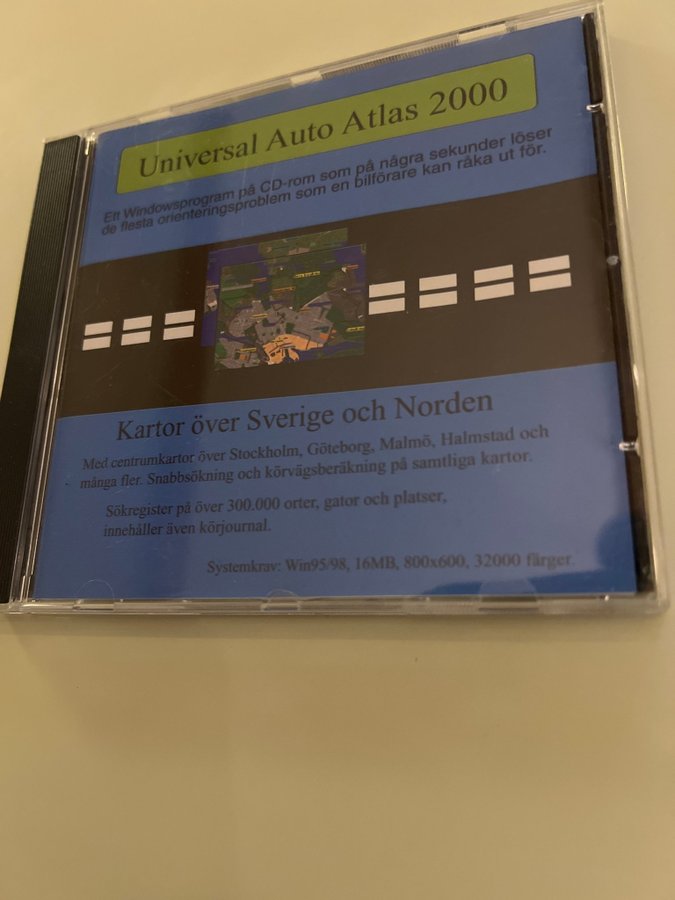 Universal Auto Atlas 2000
Ett Windowsprogram på CD-rom som på några sekunder löser
de flesta orienteringsproblem som en bilförare kan råka ut för.
Kartor över Sverige och Norden
Med centrumkartor över Stockholm, Göteborg, Malmö, Halmstad och
många fler. Snabbsökning och körvägsberäkning på samtliga kartor.
Sökregister på över 300.000 orter, gator och platser,
innehåller även körjournal.
Systemkrav: Win95/98, 16MB, 800x600, 32000 färger.